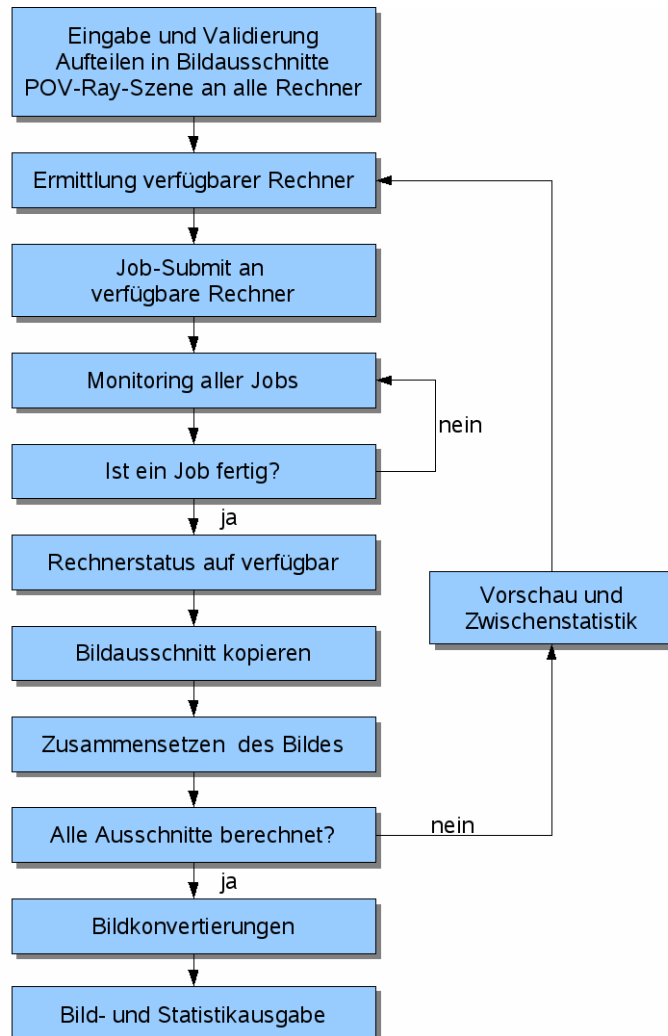 Eingabe und Validierung
Aufteilen in Bildausschnitte
POV-Ray-Szene an alle Rechner
Ermittlung verfügbarer Rechner
Job-Submit an
verfügbare Rechner
Monitoring aller Jobs
nein
Ist ein Job fertig?
ja
Rechnerstatus auf verfügbar
Vorschau und
Zwischenstatistik
Bildausschnitt kopieren
Zusammensetzen des Bildes
Alle Ausschnitte berechnet?
nein
ja
Bildkonvertierungen
Bild- und Statistikausgabe